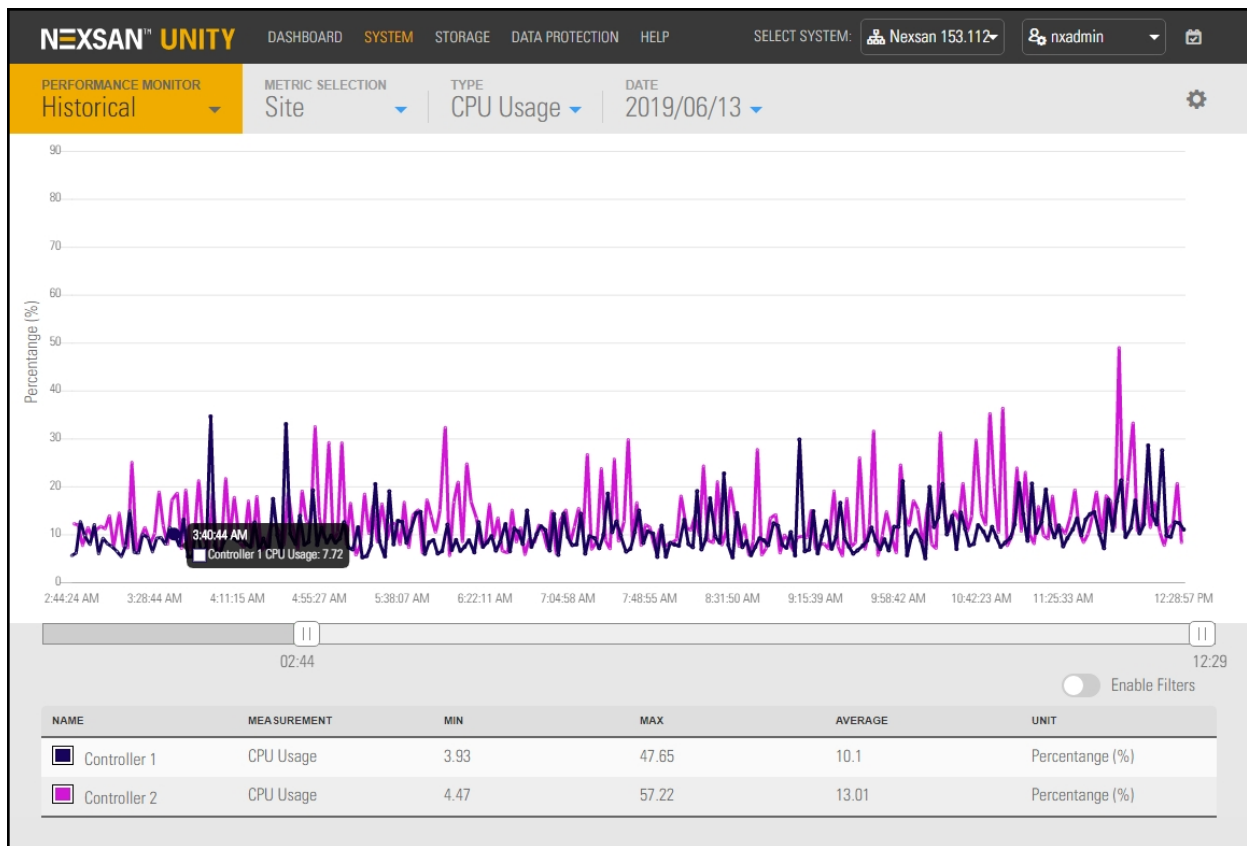 NEXSAN™ UNITY DASHBOARD SYSTEM STORAGE DATA PROTECTION HELP SELECT SYSTEM: Nexsan 153.112 nxadmin
PERFORMANCE MONITOR METRIC SELECTION TYPE DATE
Historical Site CPU Usage 2019/06/13
90
80
70
60
50
40
30
20
10
0
Percentange (%)
3:40:44 AM
Controller 1 CPU Usage: 7.72
2:44:24 AM 3:28:44 AM 4:11:15 AM 4:55:27 AM 5:38:07 AM 6:22:11 AM 7:04:58 AM 7:48:55 AM 8:31:50 AM 9:15:39 AM 9:58:42 AM 10:42:23 AM 11:25:33 AM 12:28:57 PM
02:44 12:29
Enable Filters
NAME MEASUREMENT MIN MAX AVERAGE UNIT
Controller 1 CPU Usage 3.93 47.65 10.1 Percentange (%)
Controller 2 CPU Usage 4.47 57.22 13.01 Percentange (%)